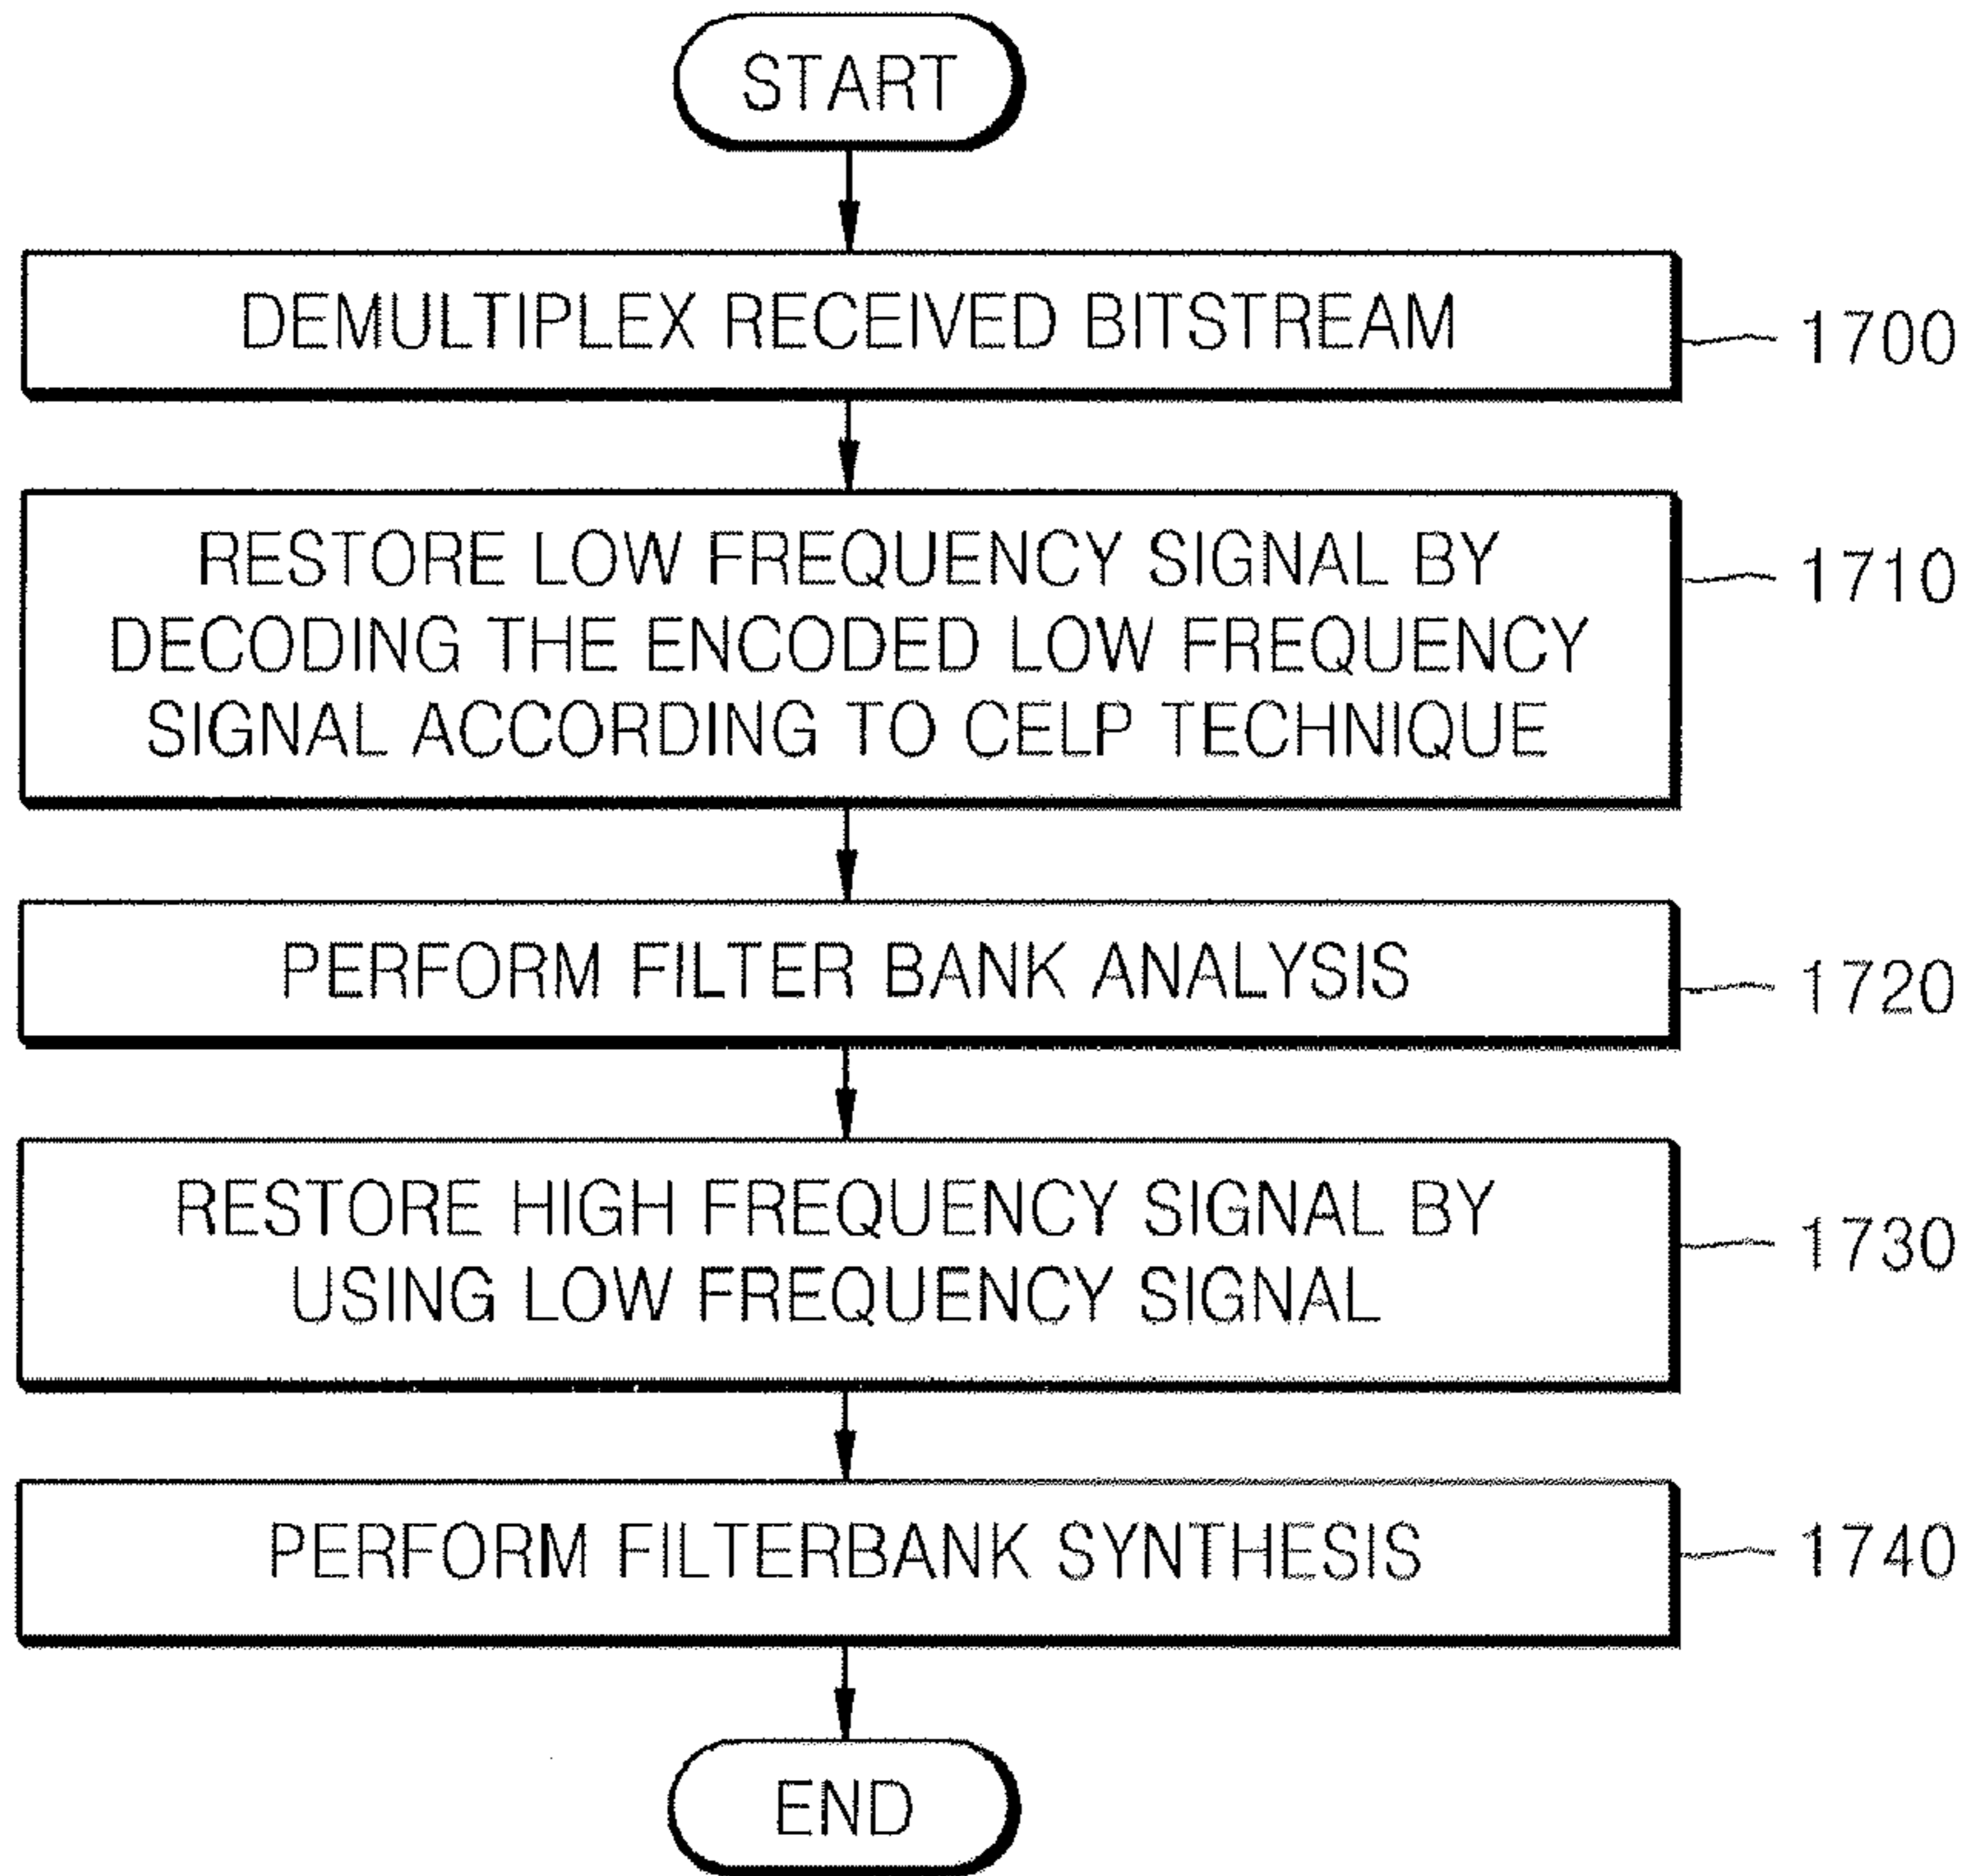 START
DEMULTIPLEX RECEIVED BITSTREAM
1700
RESTORE LOW FREQUENCY SIGNAL BY
DECODING THE ENCODED LOW FREQUENCY
SIGNAL ACCORDING TO CELP TECHNIQUE
1710
PERFORM FILTER BANK ANALYSIS
1720
RESTORE HIGH FREQUENCY SIGNAL BY
USING LOW FREQUENCY SIGNAL
1730
PERFORM FILTERBANK SYNTHESIS
1740
END